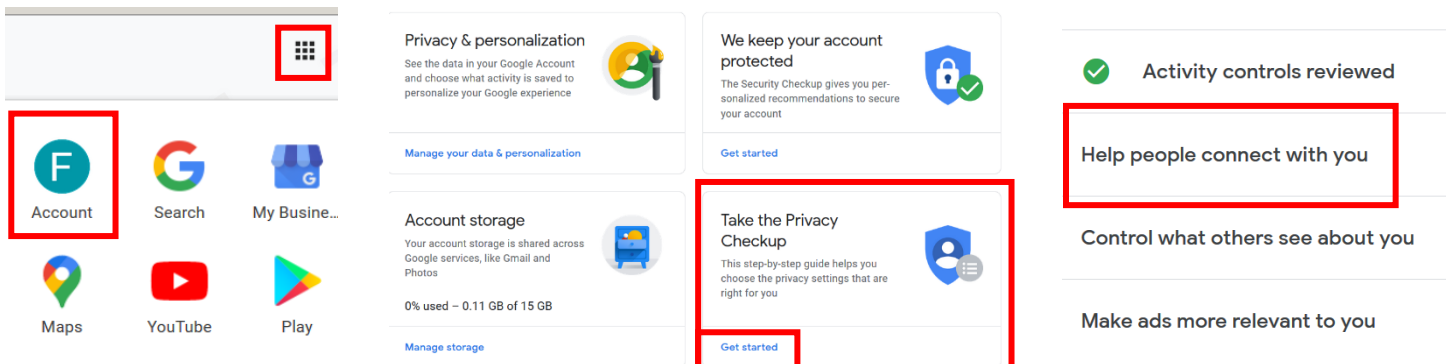 F
G
Account
Search
My Busine...
Maps
YouTube
Play
Privacy & personalization
See the data in your Google Account
and choose what activity is saved to
personalize your Google experience
Manage your data & personalization
We keep your account
protected
The Security Checkup gives you per-
sonalized recommendations to secure
your account
Get started
Account storage
Your account storage is shared across
Google services, like Gmail and
Photos
0% used – 0.11 GB of 15 GB
Manage storage
Take the Privacy
Checkup
This step-by-step guide helps you
choose the privacy settings that are
right for you
Get started
Activity controls reviewed
Help people connect with you
Control what others see about you
Make ads more relevant to you